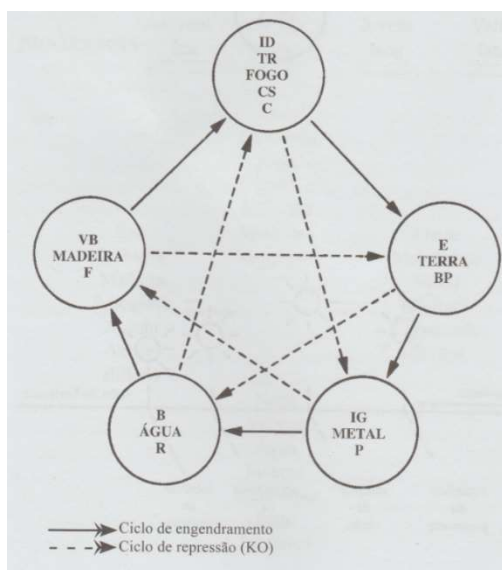 ID
TR
FOGO
CS
C
VB
MADEIRA
F
E
TERRA
BP
B
ÁGUA
R
IG
METAL
P
Ciclo de engendramento
Ciclo de repressão (KO)